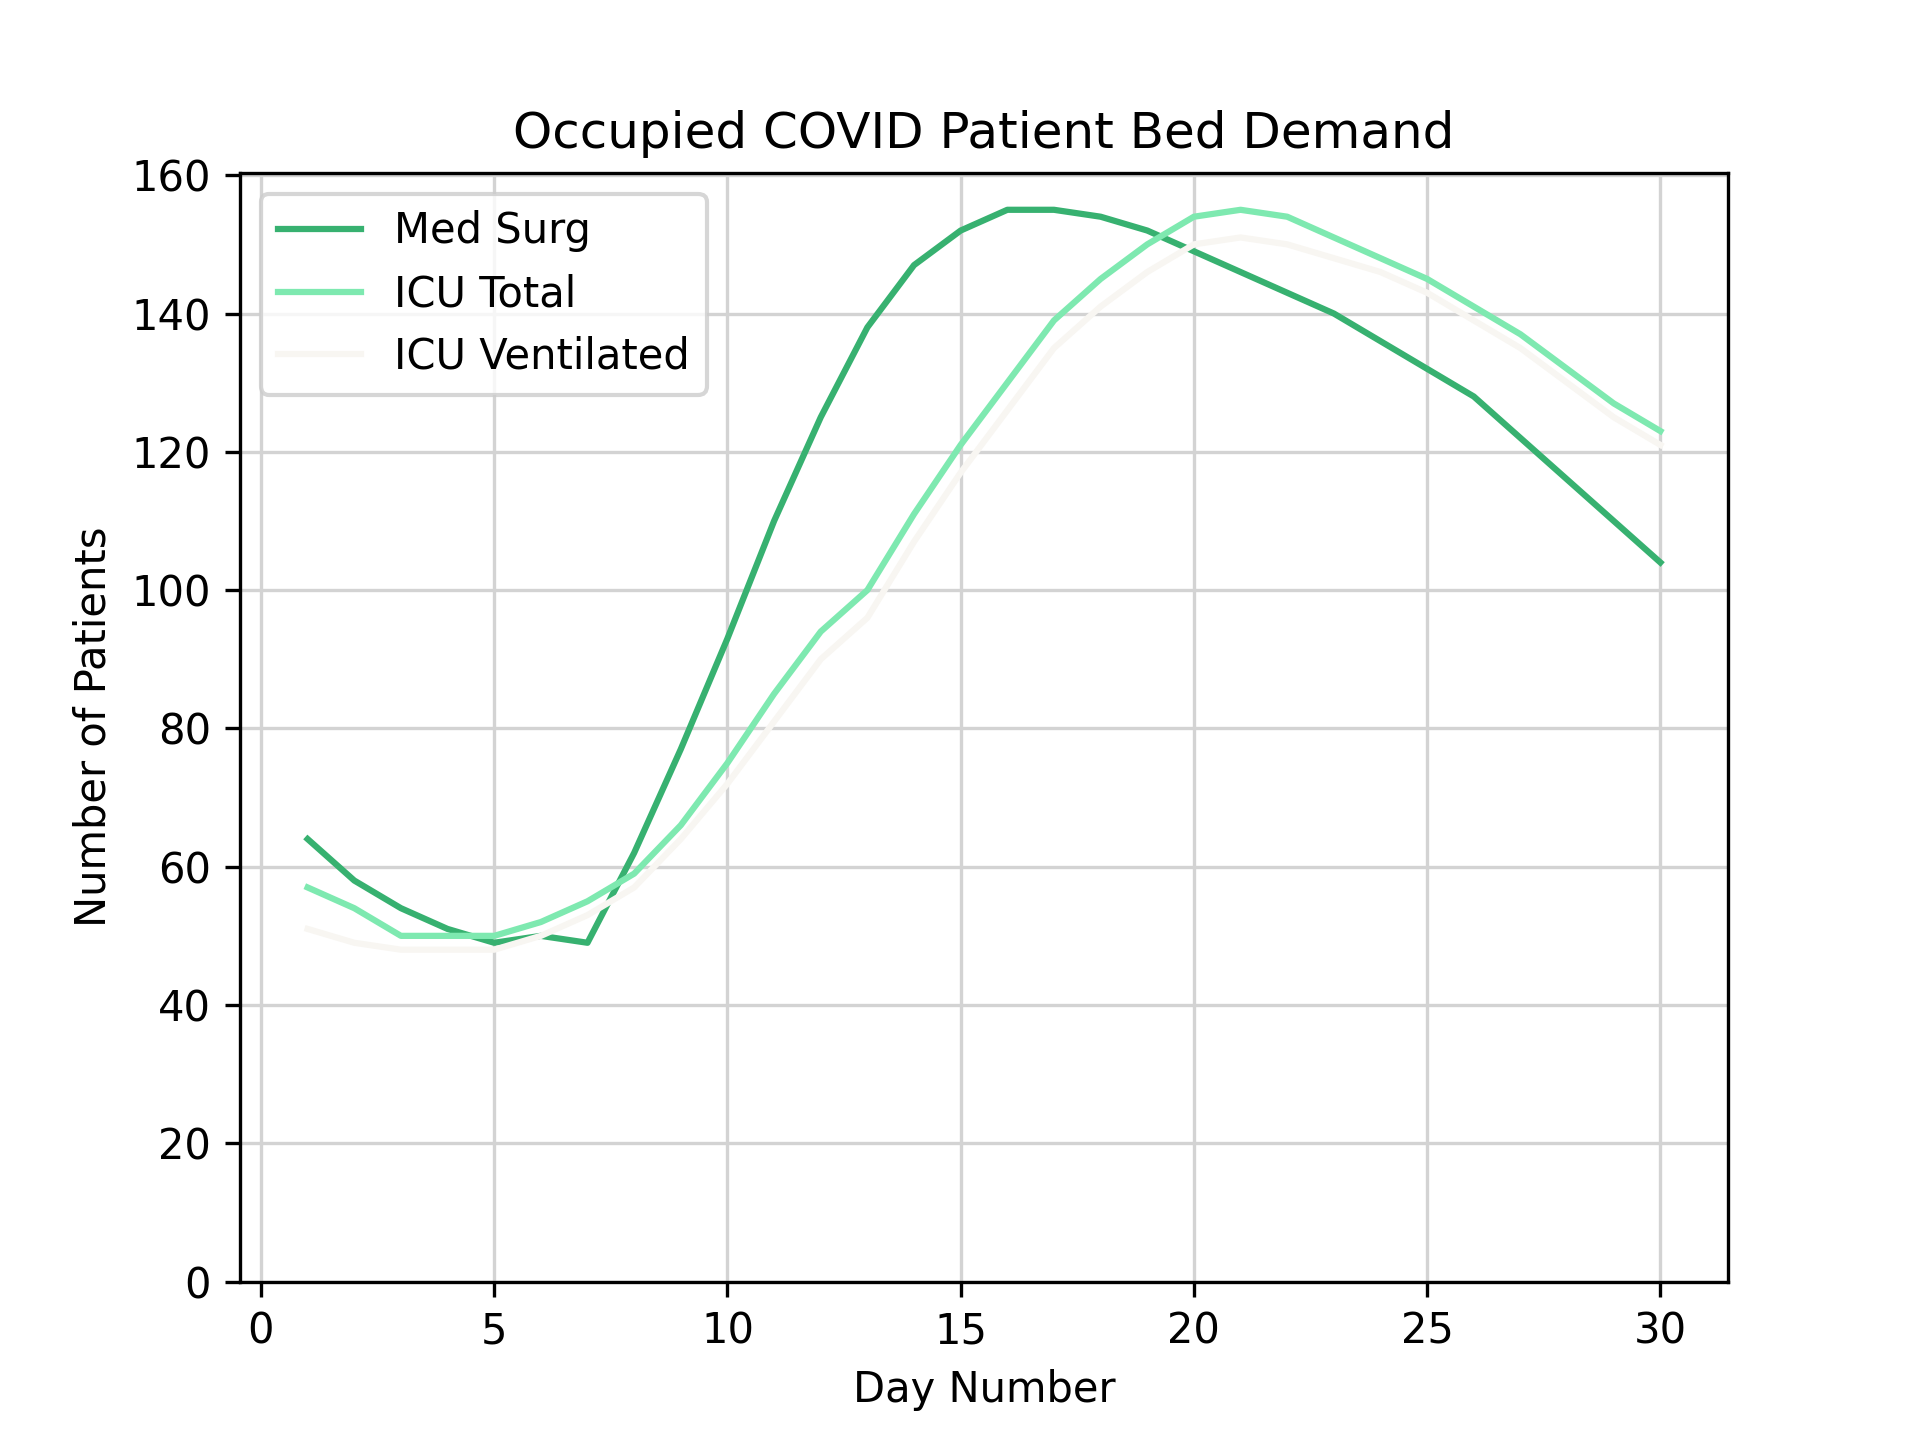 Occupied COVID Patient Bed Demand
160
140
120
100
80
60
40
20
0
Number of Patients
Med Surg
ICU Total
ICU Ventilated
0 5 10 15 20 25 30
Day Number